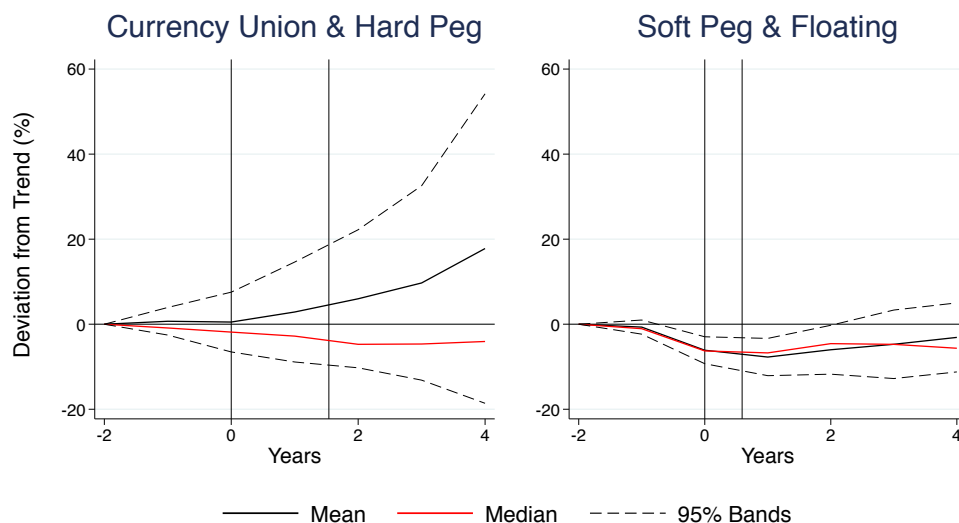 Currency Union & Hard Peg
Soft Peg & Floating
Deviation from Trend (%)
60
40
20
0
-20
-2
0
2
4
Years
60
40
20
0
-20
-2
0
2
4
Years
Mean
Median
95% Bands